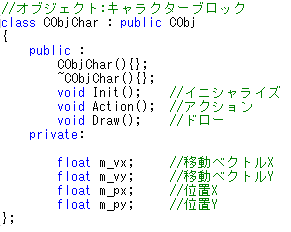 //オブジェクト:キャラクターブロック
class CObjChar : public CObj
{
public :
CObjChar(){};
~CObjChar(){};
void Init(); //イニシャライズ
void Action(); //アクション
void Draw(); //ドロー
private:
float m_vx; //移動ベクトルX
float m_vy; //移動ベクトルY
float m_px; //位置X
float m_py; //位置Y
};